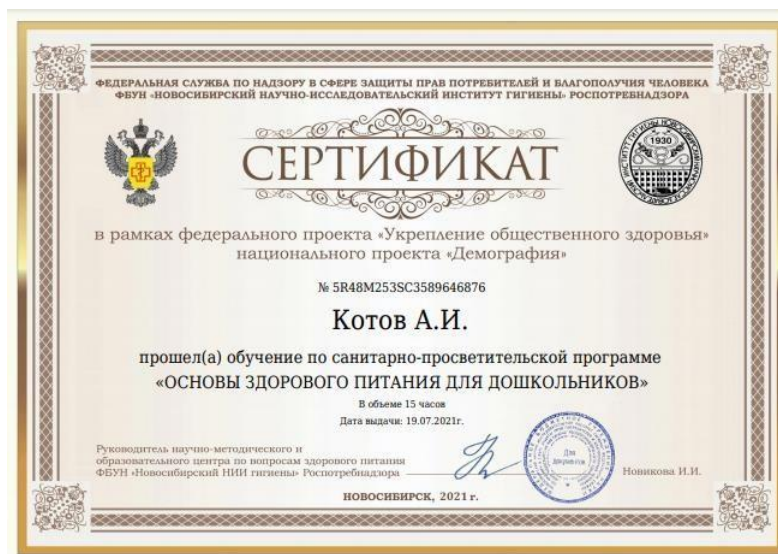 ФЕДЕРАЛЬНАЯ СЛУЖБА ПО НАДЗОРУ В СФЕРЕ ЗАЩИТЫ ПРАВ ПОТРЕБИТЕЛЕЙ И БЛАГОПОЛУЧИЯ ЧЕЛОВЕКА
ФБУН «НОВОСИБИРСКИЙ НАУЧНО-ИССЛЕДОВАТЕЛЬСКИЙ ИНСТИТУТ ГИГИЕНЫ» РОСПОТРЕБНАДЗОРА
1930
СЕРТИФИКАТ
в рамках федерального проекта «Укрепление общественного здоровья»
национального проекта «Демография»
№ 5R48M253SC3589646876
Котов А.И.
прошел(а) обучение по санитарно-просветительской программе
«ОСНОВЫ ЗДОРОВОГО ПИТАНИЯ ДЛЯ ДОШКОЛЬНИКОВ»
В объеме 15 часов
Дата выдачи: 19.07.2021г.
Руководитель научно-методического и
образовательного центра по вопросам здорового питания
ФБУН «Новосибирский НИИ гигиены» Роспотребнадзора
Для
документов
Новикова И.И.
НОВОСИБИРСК, 2021 г.